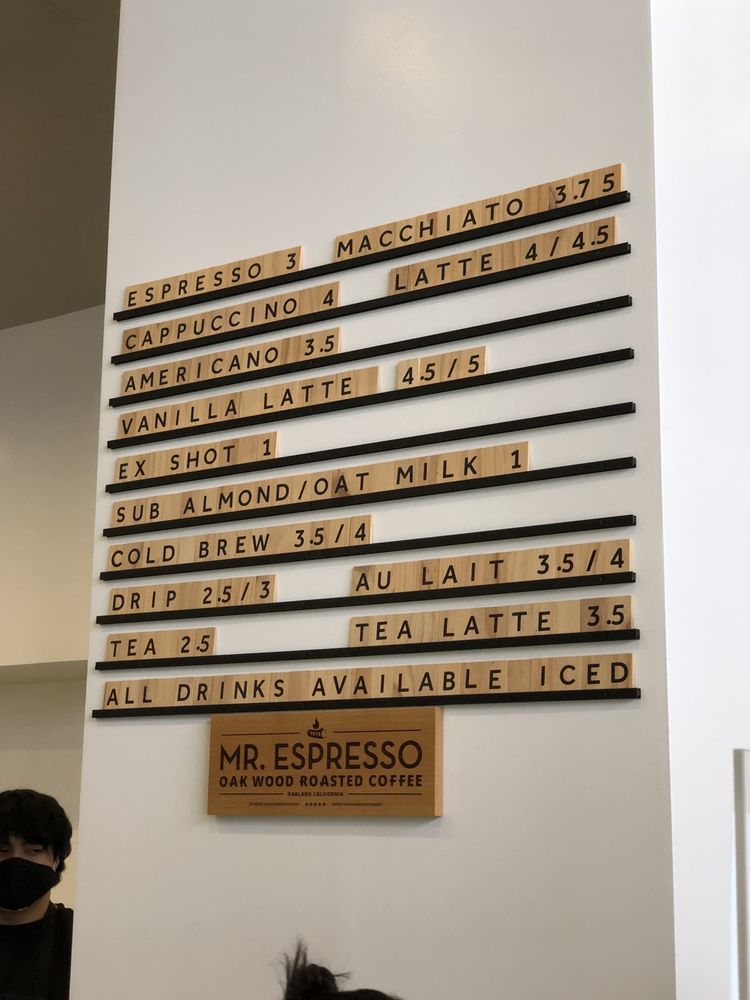 ESPRESSO 3 MACCHIATO 3.75
CAPPUCCINO 4 LATTE 4/4.5
AMERICANO 3.5
VANILLA LATTE 4.5/5
EX SHOT 1
SUB ALMOND/OAT MILK 1
COLD BREW 3.5/4
DRIP 2.5/3 AU LAIT 3.5/4
TEA 2.5 TEA LATTE 3.5
ALL DRINKS AVAILABLE ICED
1978
MR. ESPRESSO
OAK WOOD ROASTED COFFEE
OAKLAND CALIFORNIA